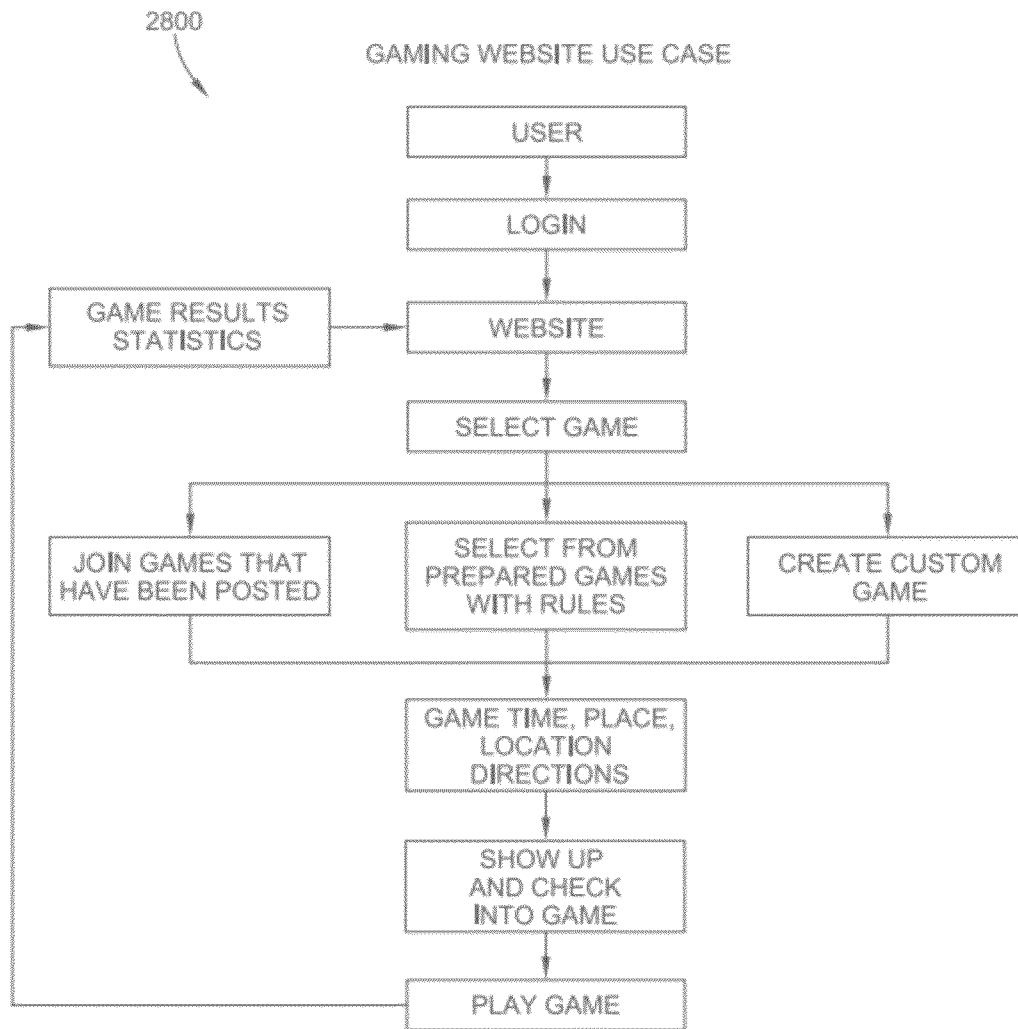 2800
GAMING WEBSITE USE CASE
USER
LOGIN
GAME RESULTS
STATISTICS
WEBSITE
SELECT GAME
JOIN GAMES THAT
HAVE BEEN POSTED
SELECT FROM
PREPARED GAMES
WITH RULES
CREATE CUSTOM
GAME
GAME TIME, PLACE,
LOCATION
DIRECTIONS
SHOW UP
AND CHECK
INTO GAME
PLAY GAME